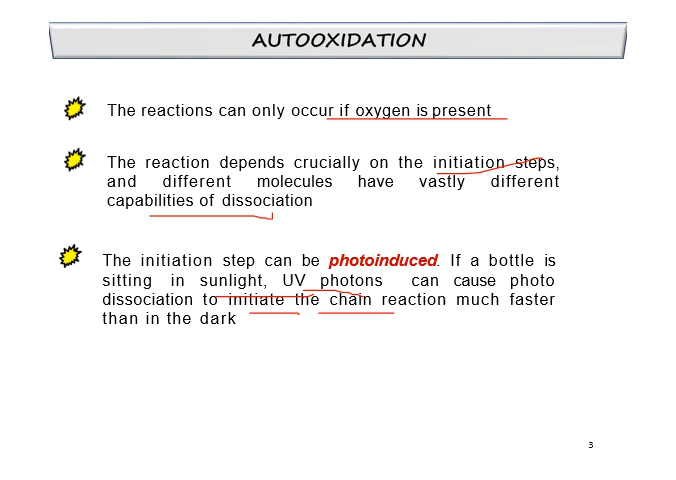 AUTOOXIDATION
The reactions can only occur if oxygen is present
The reaction depends crucially on the initiation steps,
and different molecules have vastly different
capabilities of dissociation
The initiation step can be photoinduced. If a bottle is
sitting in sunlight, UV photons can cause photo
dissociation to initiate the chain reaction much faster
than in the dark
3